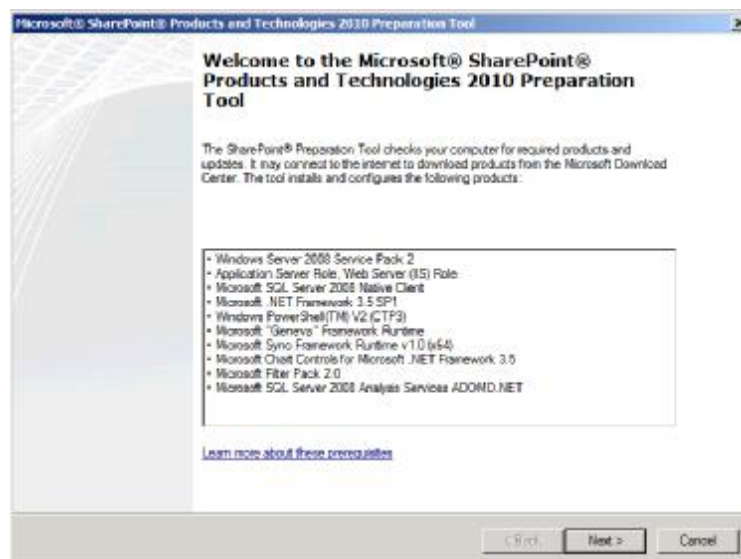 Microsoft® SharePoint® Products and Technologies 2010 Preparation Tool
Welcome to the Microsoft® SharePoint®
Products and Technologies 2010 Preparation
Tool
The SharePoint® Preparation Tool checks your computer for required products and
updates. It may connect to the internet to download products from the Microsoft Download
Center. The tool installs and configures the following products:
• Windows Server 2008 Service Pack 2
• Application Server Role, Web Server (IIS) Role
• Microsoft SQL Server 2008 Native Client
• Microsoft .NET Framework 3.5 SP1
• Windows PowerShell(TM) V2 (CTP3)
• Microsoft "Geneva" Framework Runtime
• Microsoft Sync Framework Runtime v1.0 (x64)
• Microsoft Chart Controls for Microsoft .NET Framework 3.5
• Microsoft Filter Pack 2.0
• Microsoft SQL Server 2008 Analysis Services ADOMD.NET
Learn more about these prerequisites
< Back
Next >
Cancel